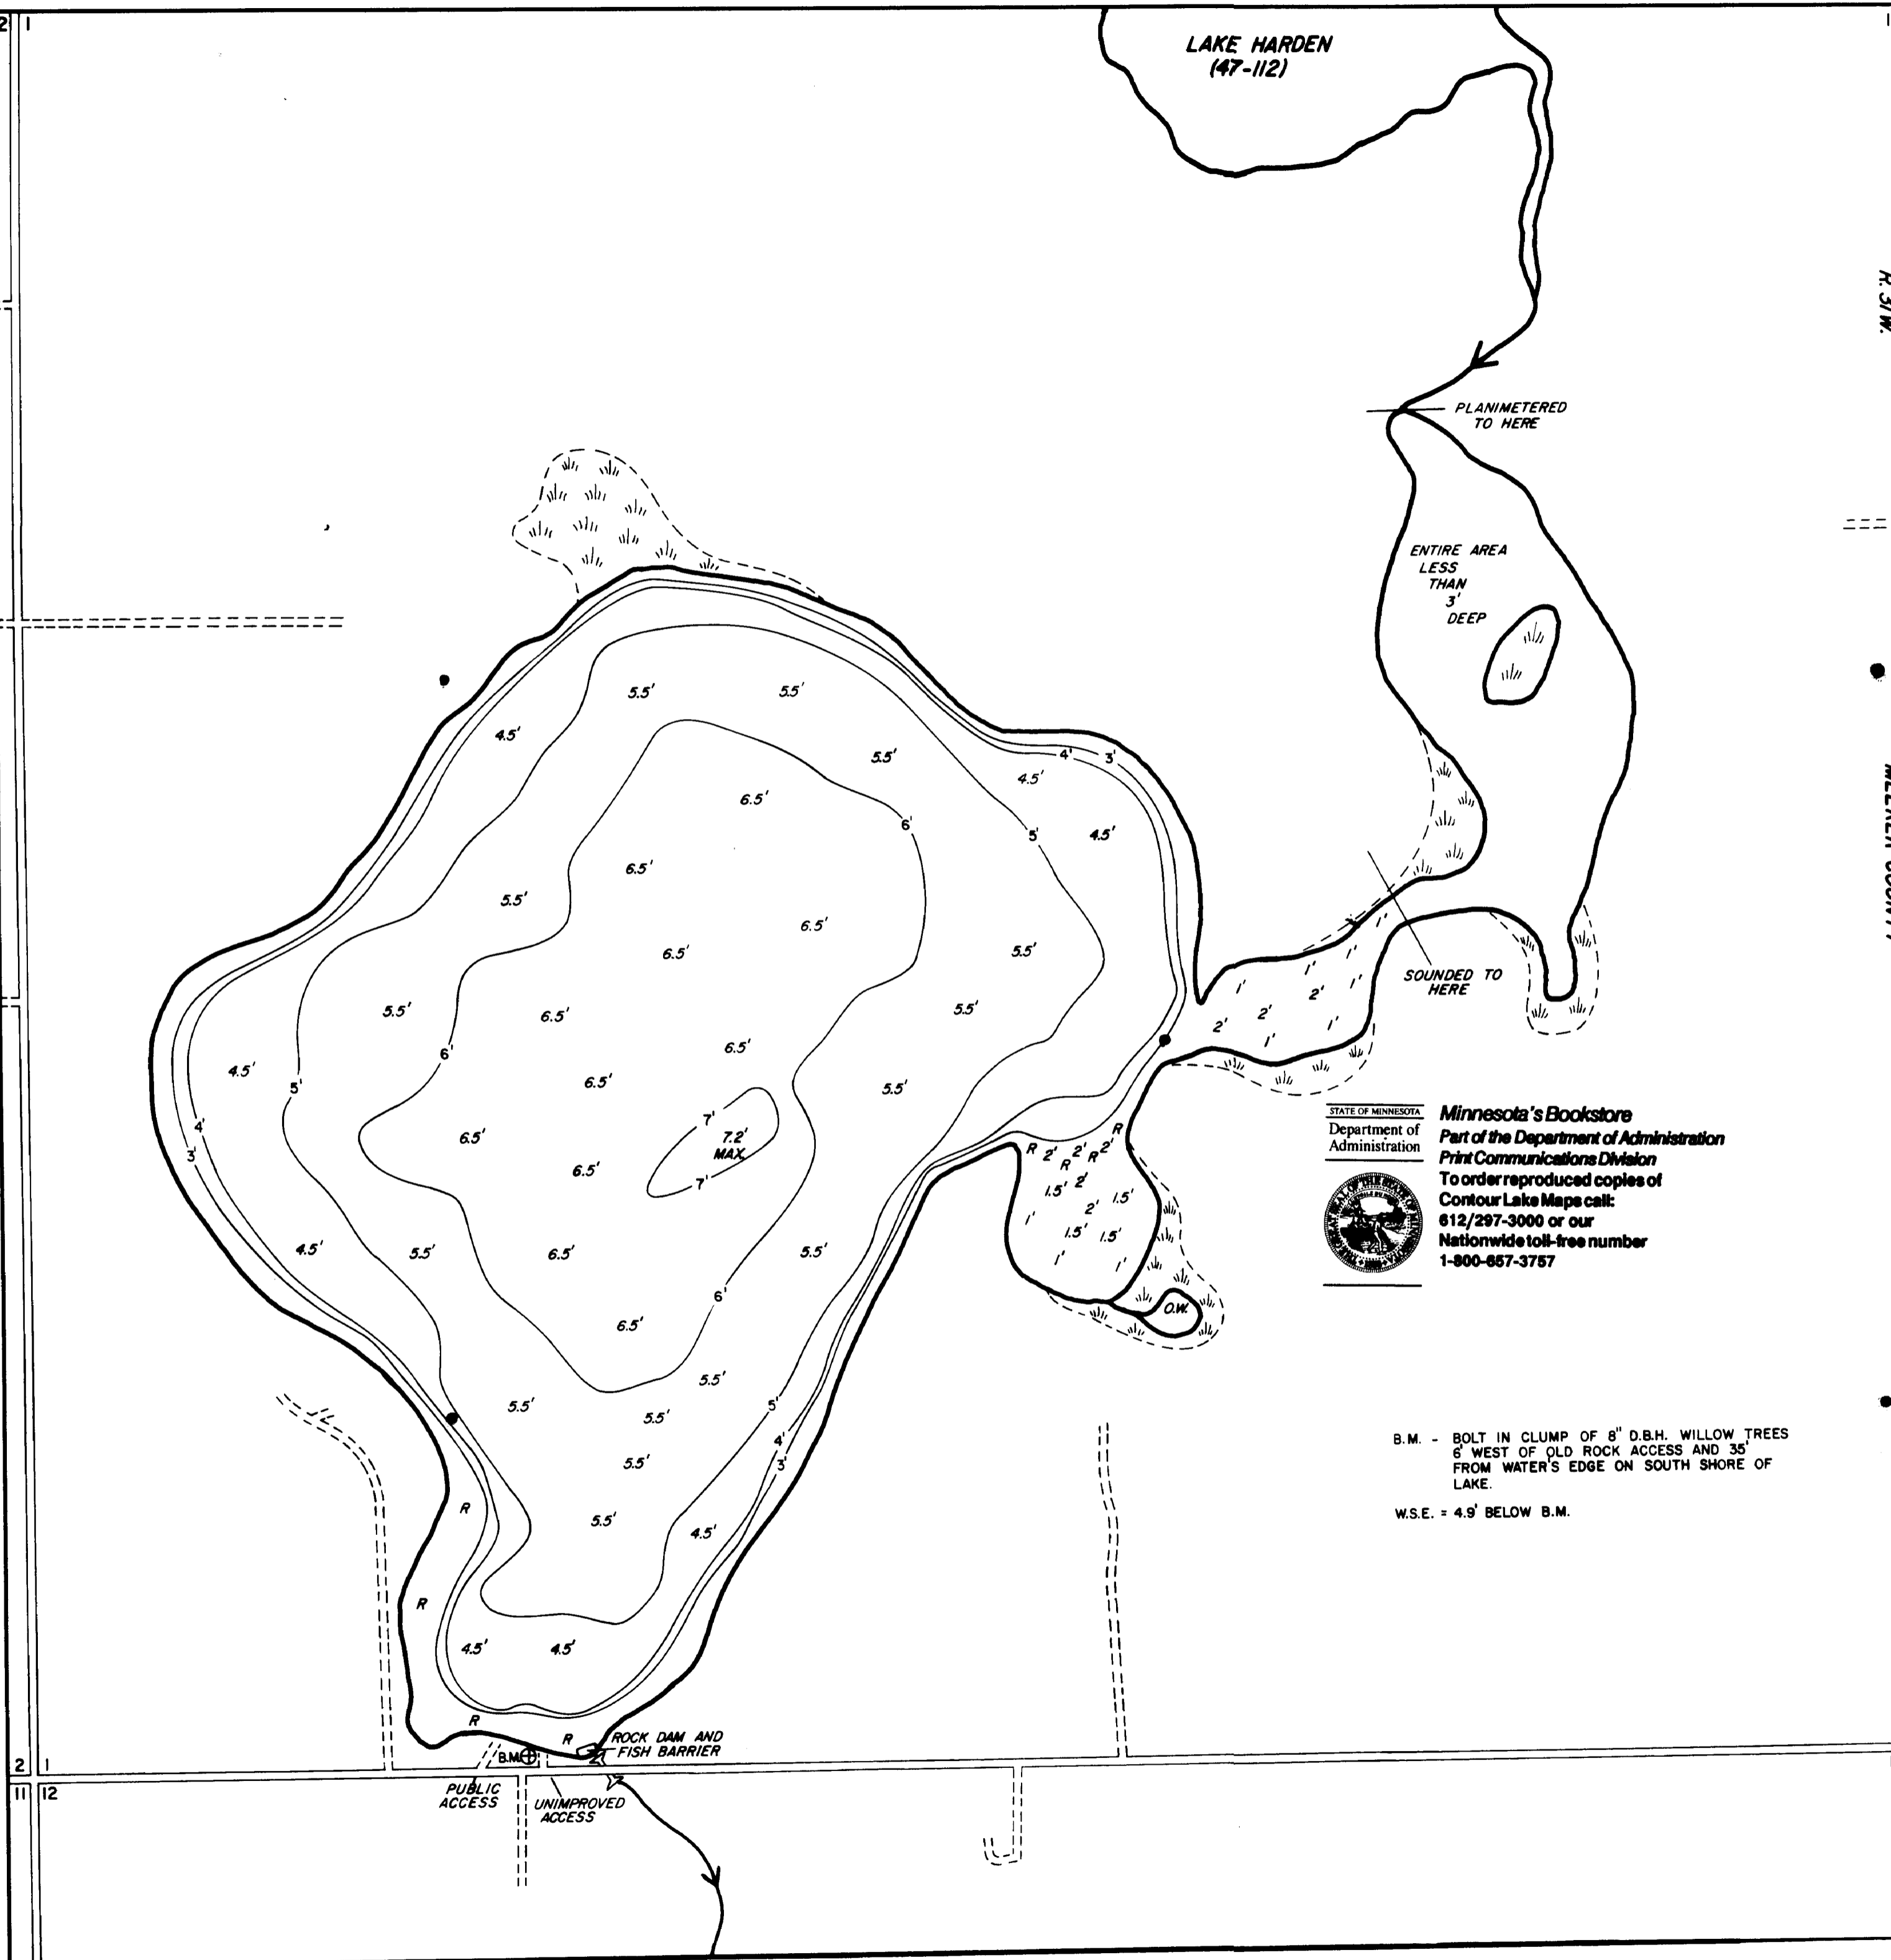 2 1
LAKE HARDEN
(47-112)
R. 31 W.
PLANIMETERED
TO HERE
ENTIRE AREA
LESS
THAN
3'
DEEP
5.5' 5.5'
4.5'
5.5'
4' 3'
4.5'
6.5'
6'
5'
4.5'
6.5'
5.5'
6.5'
6.5'
5.5'
SOUNDED TO
HERE
1' 1'
1' 2' 1'
2' 2' 1'
1'
5.5'
6.5'
5.5'
6'
6.5'
4.5'
5'
6.5'
5.5'
7'
4'
3'
6.5'
7.2'
MAX.
6.5'
7'
R 2' R 2' R 2' R
1.5' 2'
1.5'
1' 2'
1.5' 1.5'
1' 1'
O.W.
STATE OF MINNESOTA
Department of
Administration
Minnesota's Bookstore
Part of the Department of Administration
Print Communications Division
To order reproduced copies of
Contour Lake Maps call:
612/297-3000 or our
Nationwide toll-free number
1-800-657-3757
4.5'
5.5'
6.5'
5.5'
6'
6.5'
5.5'
5.5'
5.5'
5'
4'
3'
5.5'
5.5'
4.5'
R
R
4.5' 4.5'
R
R
B.M. - BOLT IN CLUMP OF 8" D.B.H. WILLOW TREES
6' WEST OF OLD ROCK ACCESS AND 35'
FROM WATER'S EDGE ON SOUTH SHORE OF
LAKE.
W.S.E. = 4.9' BELOW B.M.
ROCK DAM AND
FISH BARRIER
B.M.
2 1
11 12
PUBLIC
ACCESS
UNIMPROVED
ACCESS